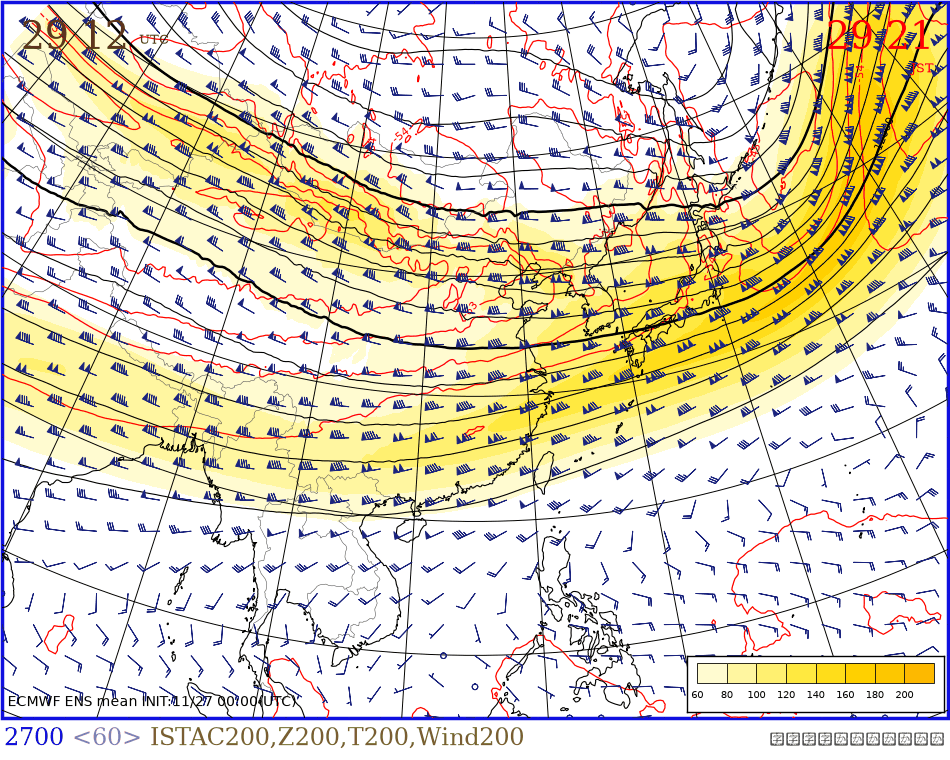 29 12 UTC
29 21 JST
ECMWF ENS mean INIT:11/27 00:00(UTC)
60 80 100 120 140 160 180 200
2700 <60> ISTAC200,Z200,T200,Wind200